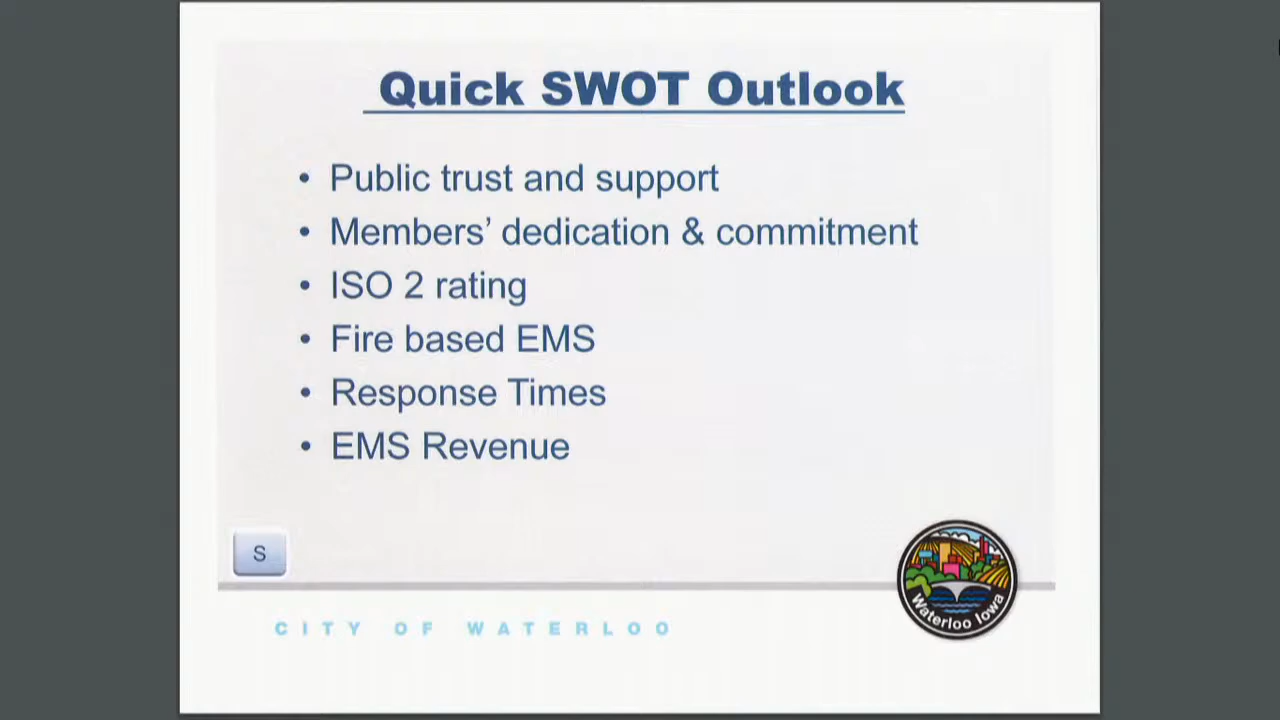 Quick SWOT Outlook
• Public trust and support
• Members’ dedication & commitment
• ISO 2 rating
• Fire based EMS
• Response Times
• EMS Revenue
S
Waterloo Iowa
CITY OF WATERLOO